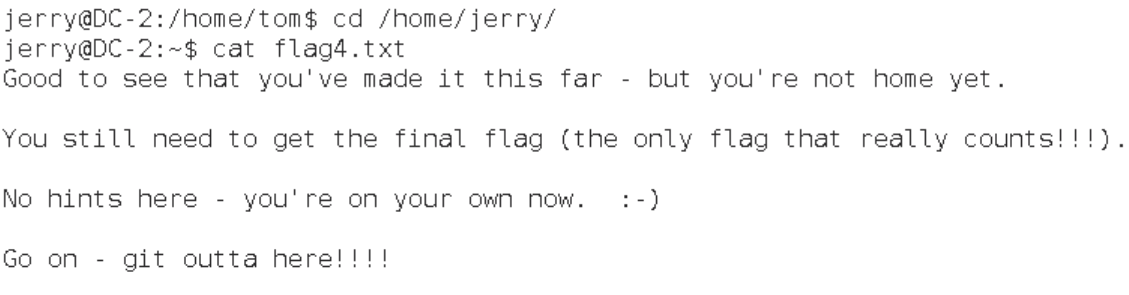 jerry@DC-2:/home/tom$ cd /home/jerry/
jerry@DC-2:~$ cat flag4.txt
Good to see that you've made it this far - but you're not home yet.
You still need to get the final flag (the only flag that really counts!!!).
No hints here - you're on your own now.  :-)
Go on - git outta here!!!!